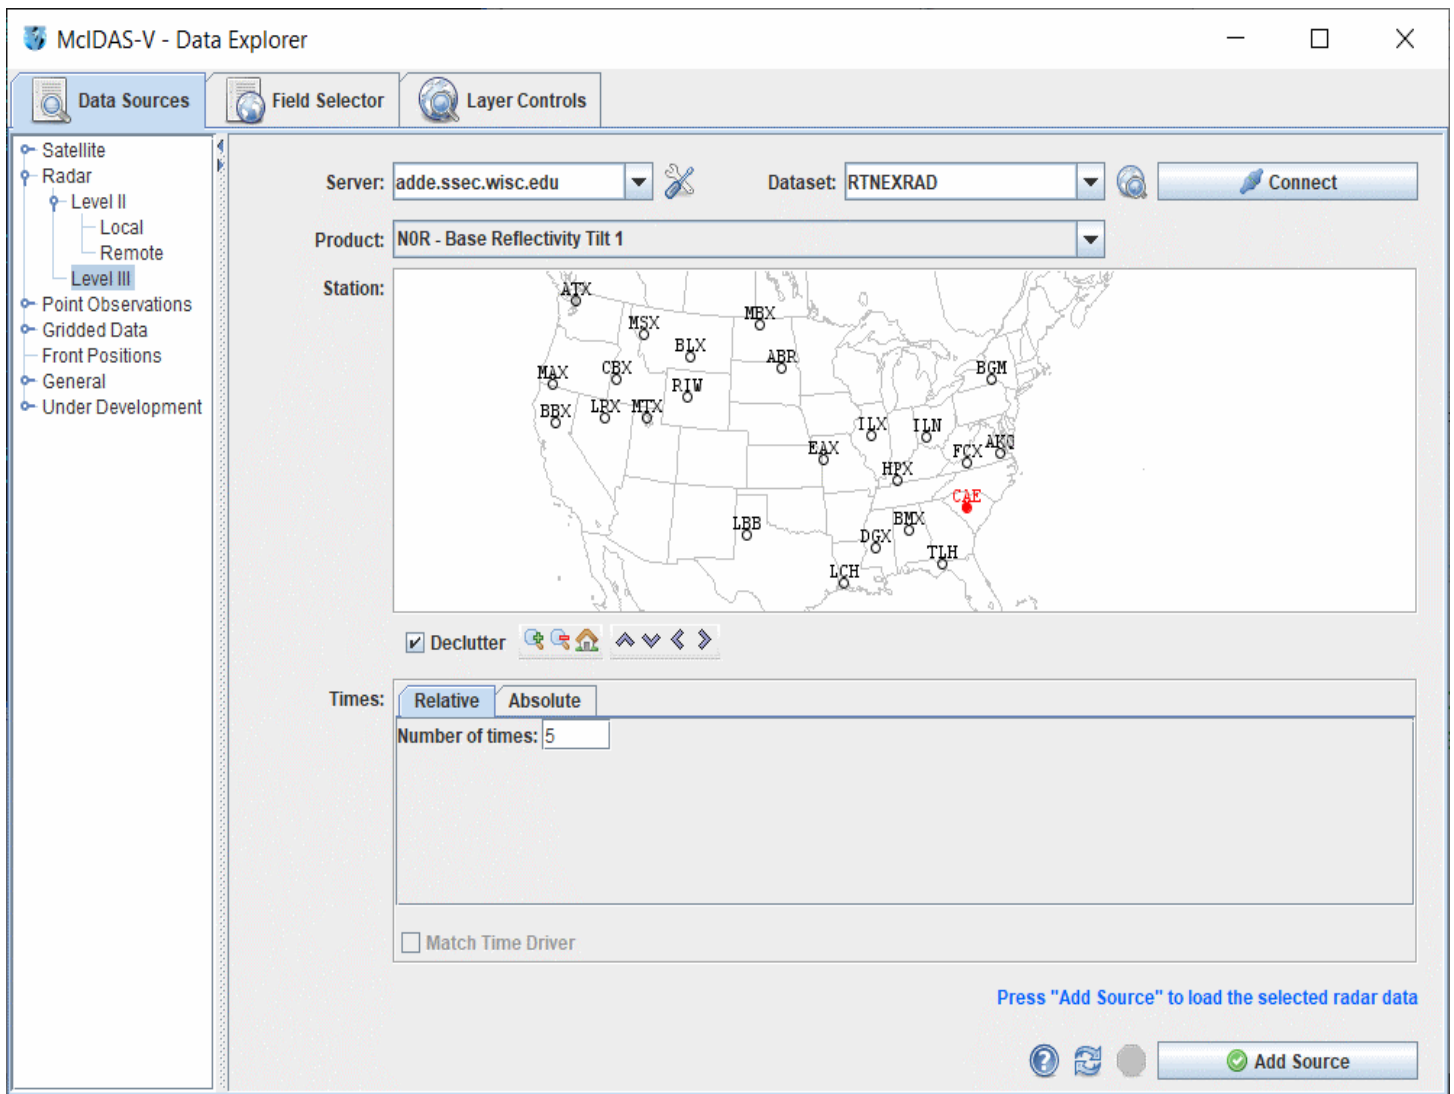 McIDAS-V - Data Explorer
Data Sources
Field Selector
Layer Controls
Satellite
Radar
Level II
Local
Remote
Level III
Point Observations
Gridded Data
Front Positions
General
Under Development
Server: adde.ssec.wisc.edu Dataset: RTNEXRAD Connect
Product: N0R - Base Reflectivity Tilt 1
Station:
ATX
MSX
MBX
BLX
ABR
MAX
CBX
RIW
BGM
BBX
LRX
MTX
ILX
ILN
EAX
FCX
AKQ
HPX
CAE
LBB
BMX
DGX
TLH
LCH
Declutter
Times: Relative Absolute
Number of times: 5
Match Time Driver
Press "Add Source" to load the selected radar data
Add Source